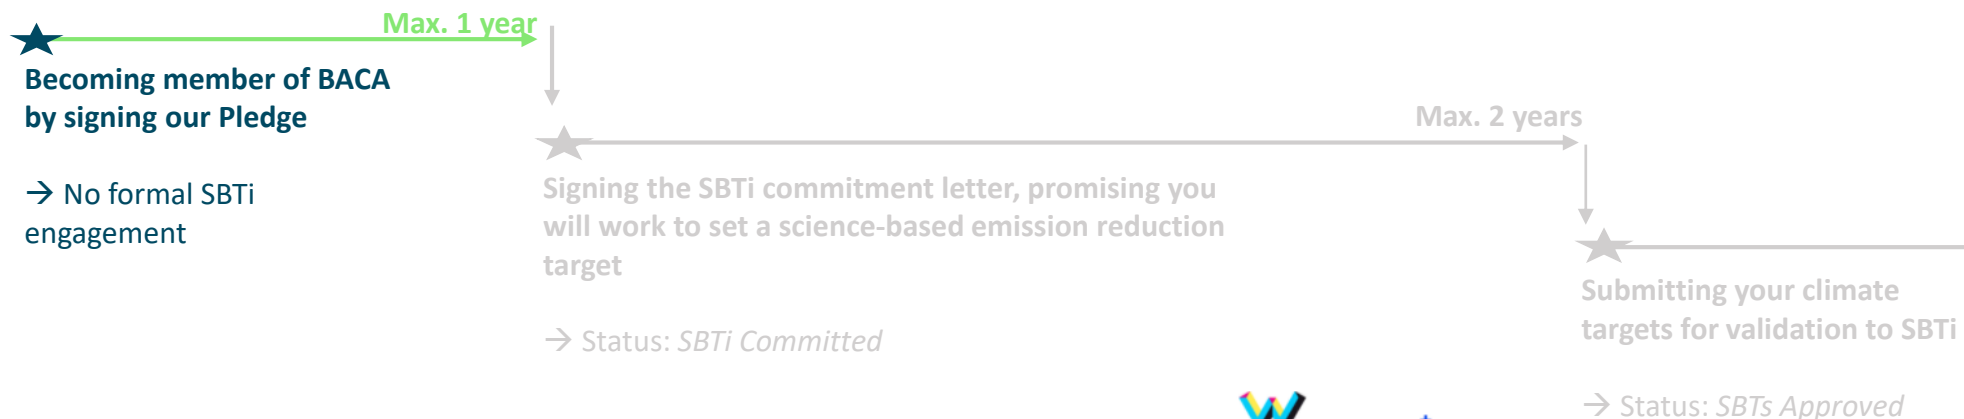 Max. 1 year
Becoming member of BACA
by signing our Pledge
→ No formal SBTi
engagement
Max. 2 years
Signing the SBTi commitment letter, promising you
will work to set a science-based emission reduction
target
→ Status: SBTi Committed
Submitting your climate
targets for validation to SBTi
→ Status: SBTs Approved